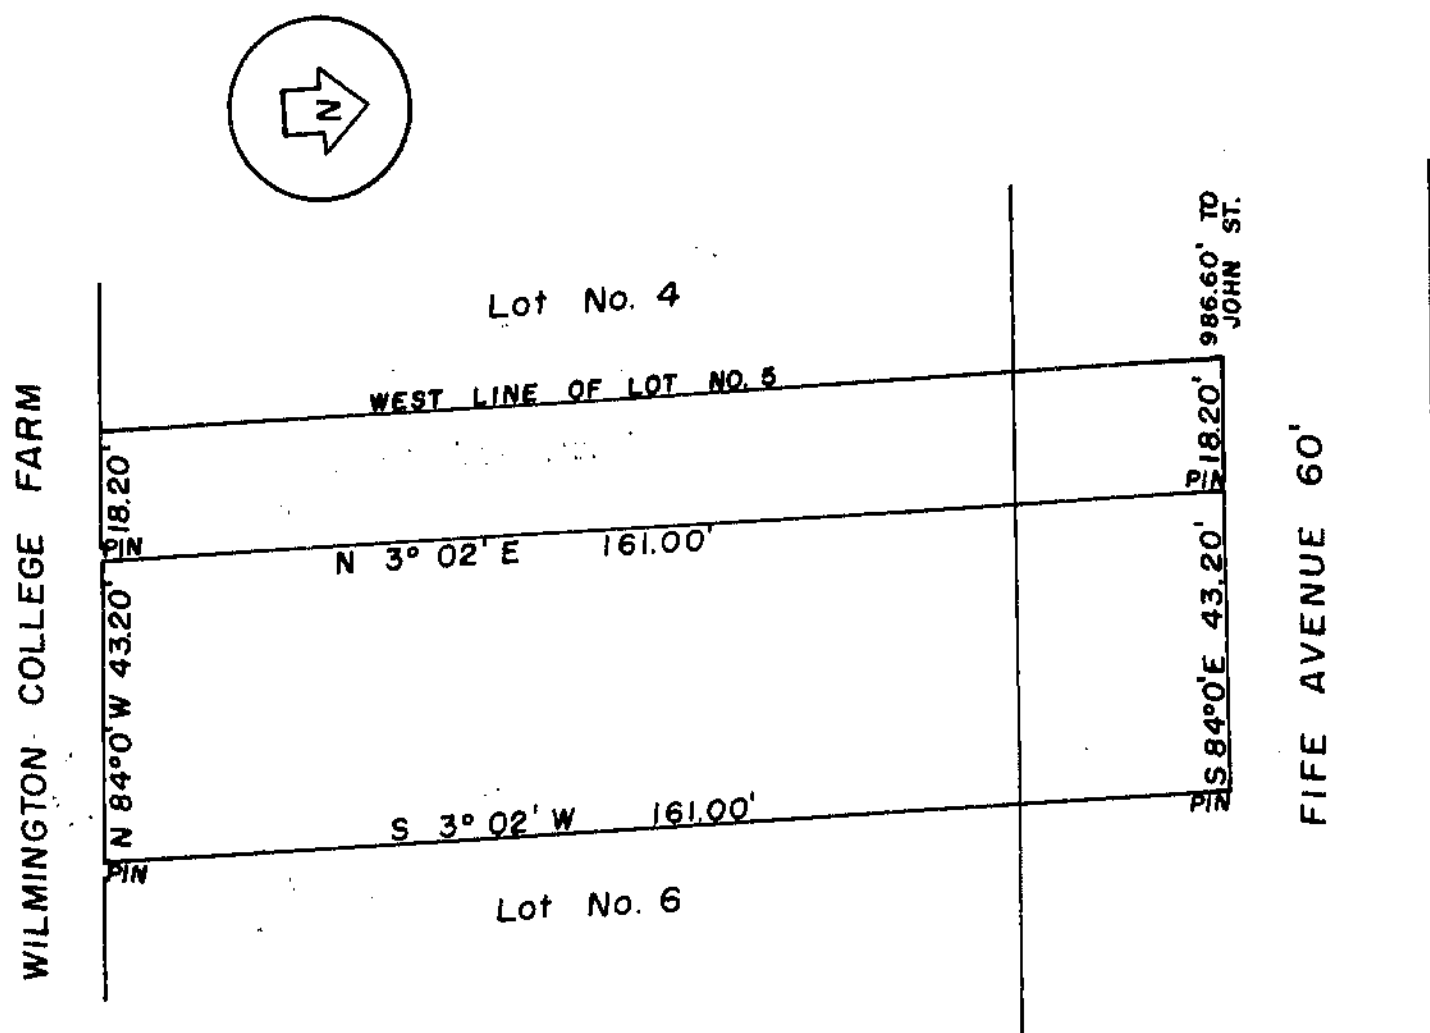 N
986.60' TO
JOHN ST.
Lot No. 4
WEST LINE OF LOT NO. 5
WILMINGTON COLLEGE FARM
18.20'
18.20'
PIN
PIN
N 3° 02' E 161.00'
FIFE AVENUE 60'
N 84°0'W 43.20'
S 84°0'E 43.20'
S 3° 02' W 161.00'
PIN
PIN
Lot No. 6